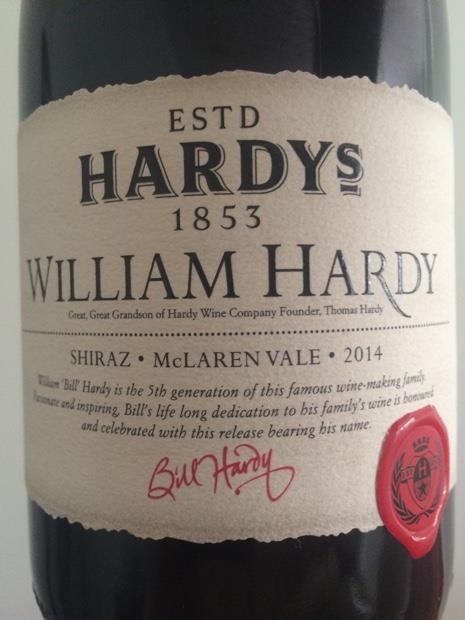 ESTD
HARDYS
1853
WILLIAM HARDY
Great, Great Grandson of Hardy Wine Company Founder, Thomas Hardy
SHIRAZ • McLAREN VALE • 2014
William 'Bill' Hardy is the 5th generation of this famous wine-making family.
Passionate and inspiring, Bill's life long dedication to his family's wine is honoured
and celebrated with this release bearing his name.
Bill Hardy
H